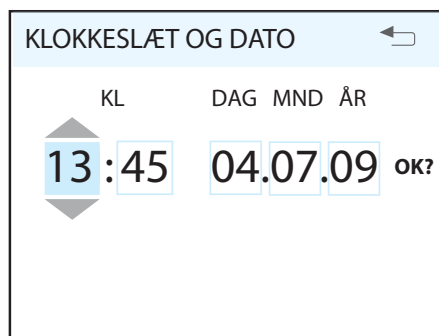 KLOKKESLÆT OG DATO
KL DAG MND ÅR
13 : 45 04.07.09 OK?